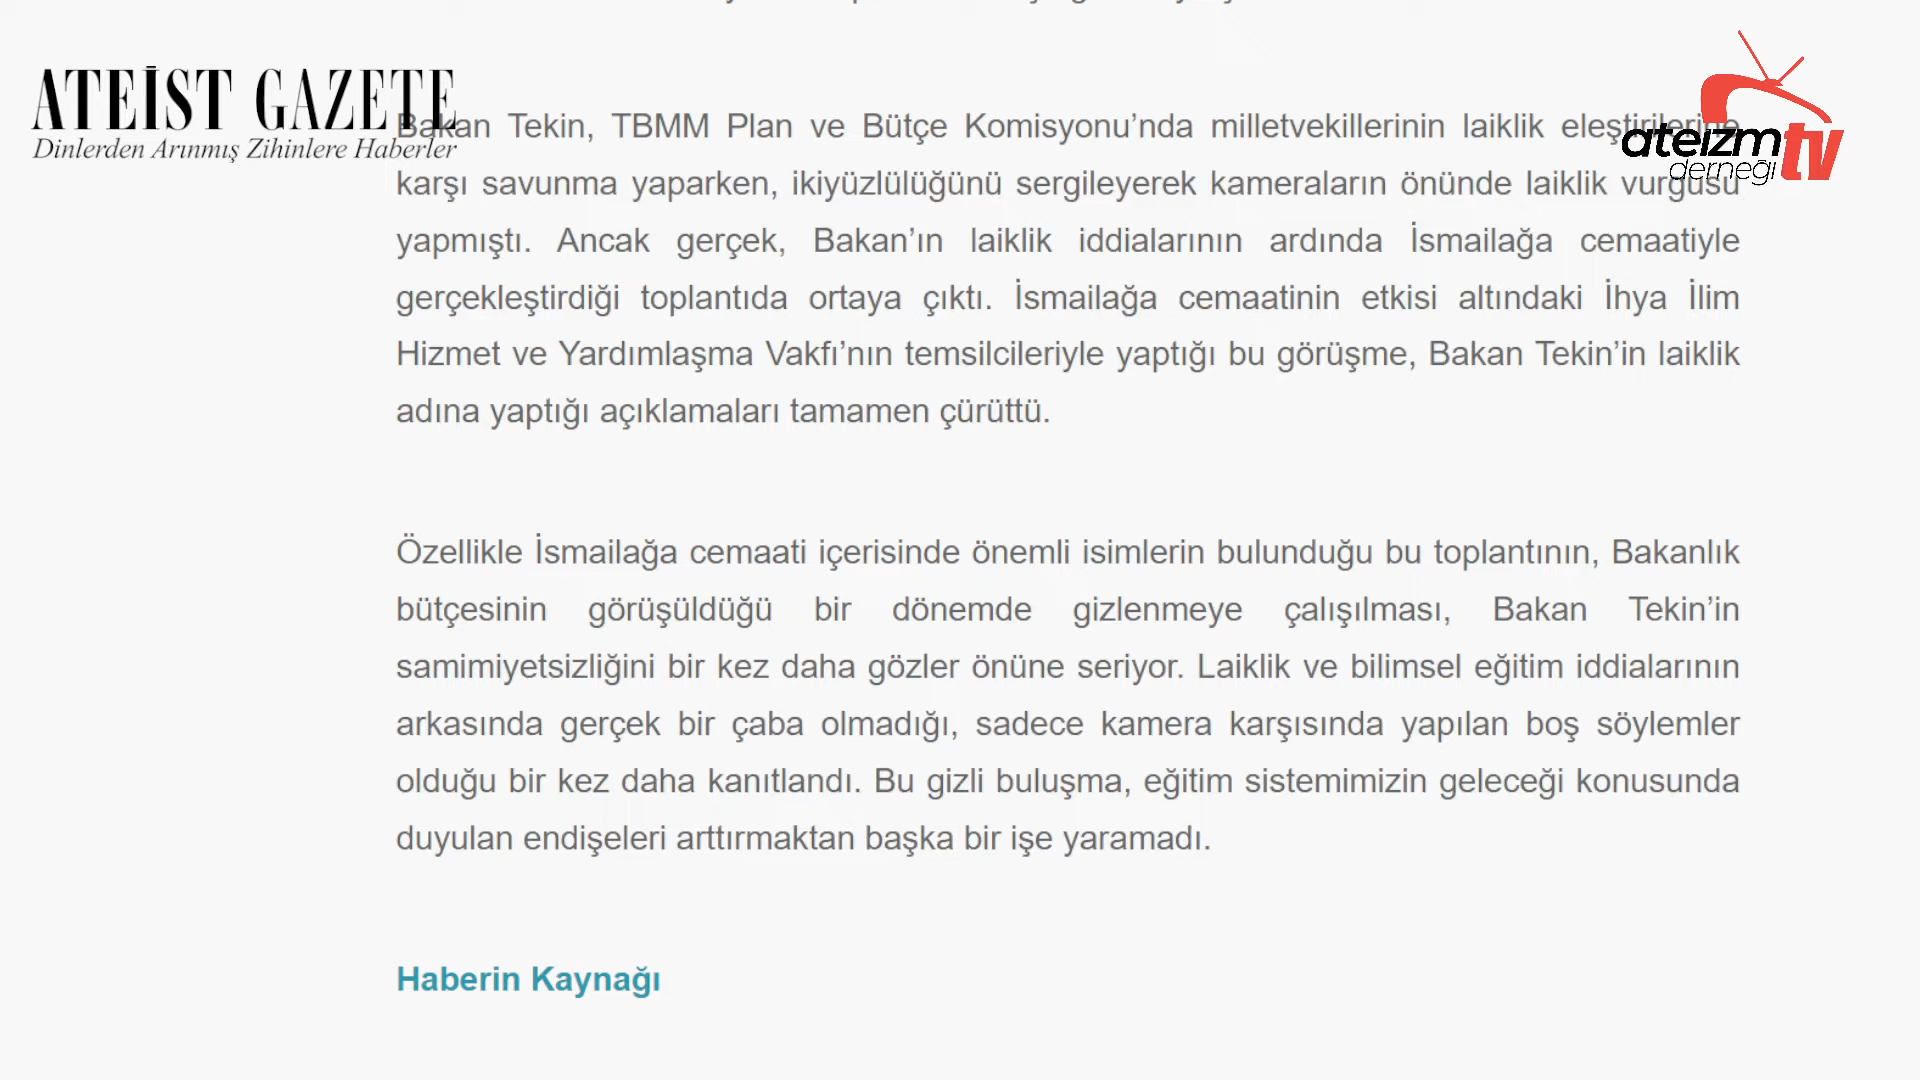 ATEİST GAZETE
Dinlerden Arınmış Zihinlere Haberler
ateizm tv
derneği
Bakan Tekin, TBMM Plan ve Bütçe Komisyonu’nda milletvekillerinin laiklik eleştirilerine
karşı savunma yaparken, ikiyüzlülüğünü sergileyerek kameraların önünde laiklik vurgusu
yapmıştı. Ancak gerçek, Bakan’ın laiklik iddialarının ardında İsmailağa cemaatiyle
gerçekleştirdiği toplantıda ortaya çıktı. İsmailağa cemaatinin etkisi altındaki İhya İlim
Hizmet ve Yardımlaşma Vakfı’nın temsilcileriyle yaptığı bu görüşme, Bakan Tekin’in laiklik
adına yaptığı açıklamaları tamamen çürüttü.
Özellikle İsmailağa cemaati içerisinde önemli isimlerin bulunduğu bu toplantının, Bakanlık
bütçesinin görüşüldüğü bir dönemde gizlenmeye çalışılması, Bakan Tekin’in
samimiyetsizliğini bir kez daha gözler önüne seriyor. Laiklik ve bilimsel eğitim iddialarının
arkasında gerçek bir çaba olmadığı, sadece kamera karşısında yapılan boş söylemler
olduğu bir kez daha kanıtlandı. Bu gizli buluşma, eğitim sistemimizin geleceği konusunda
duyulan endişeleri arttırmaktan başka bir işe yaramadı.
Haberin Kaynağı